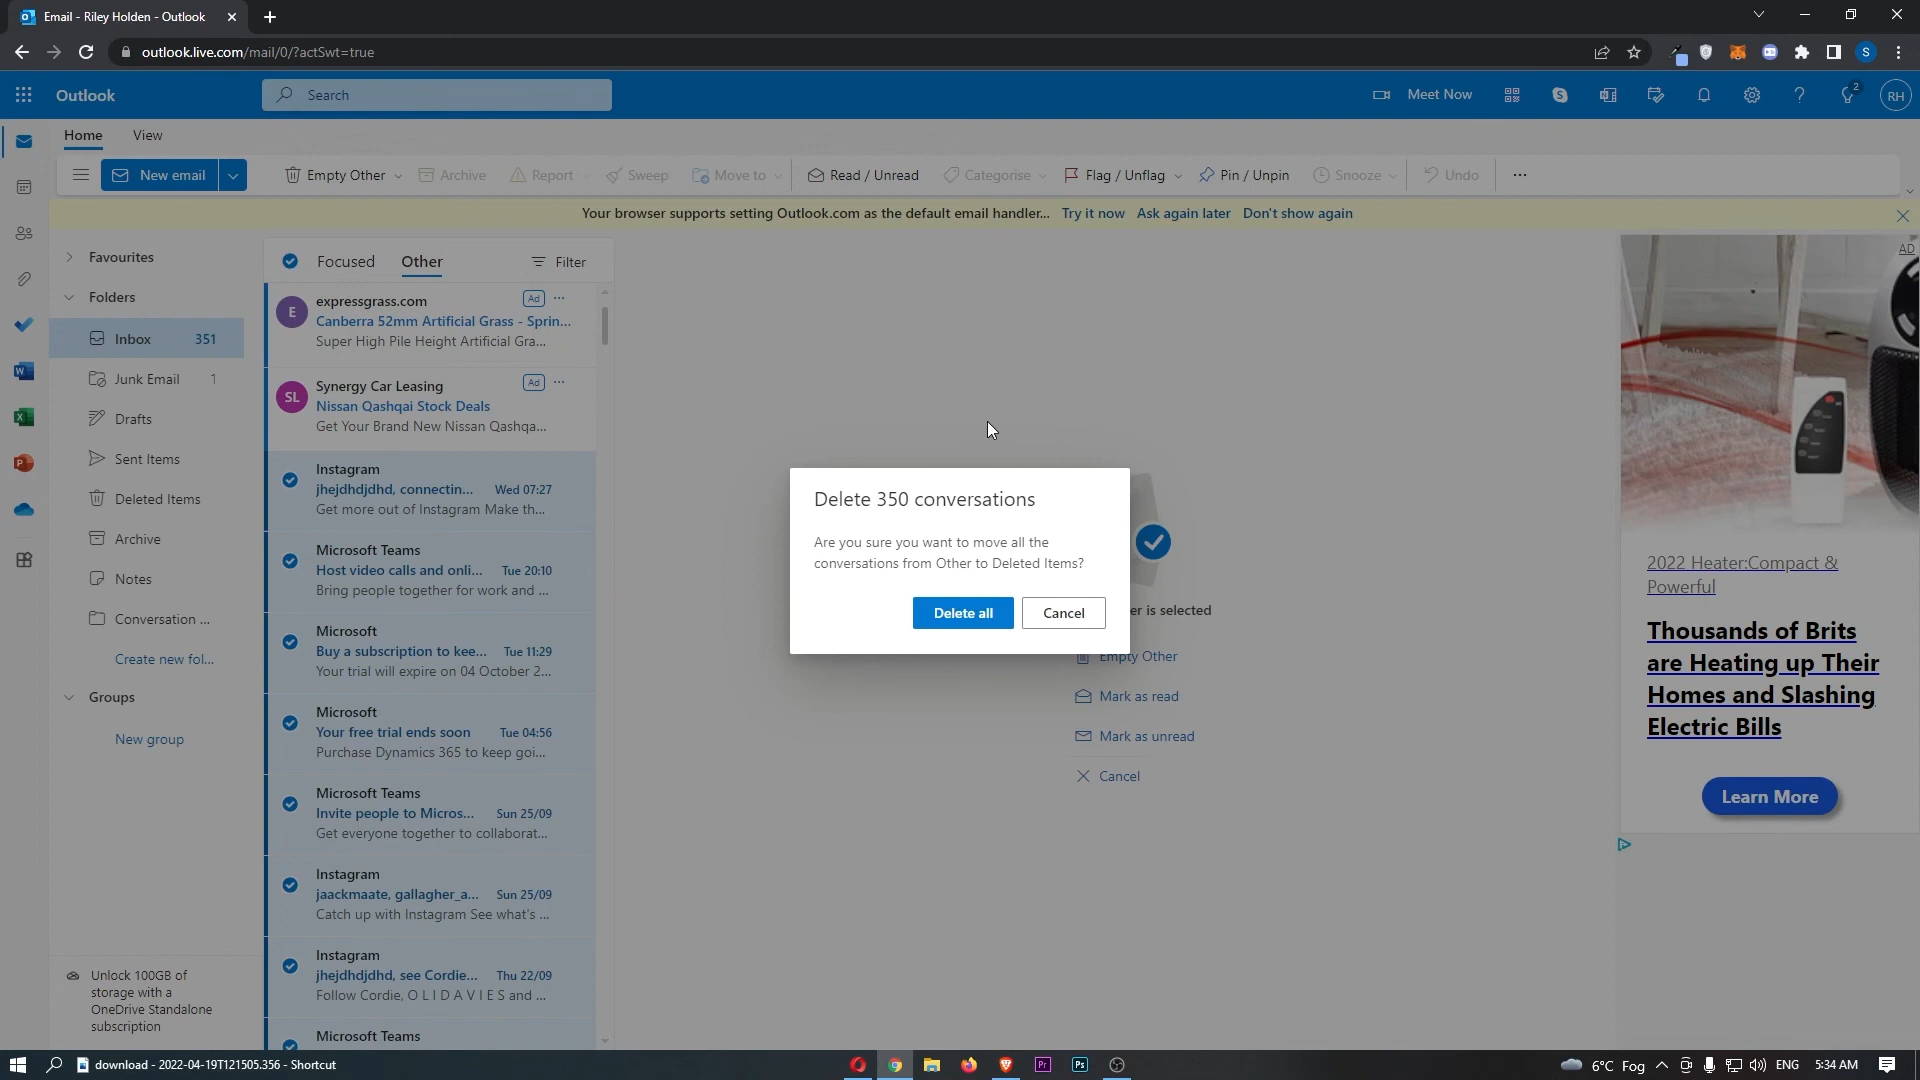 Email - Riley Holden - Outlook
outlook.live.com/mail/0/?actSwt=true
S
Outlook
Search
Meet Now
2
RH
Home View
New email
Empty Other
Archive
Report
Sweep
Move to
Read / Unread
Categorise
Flag / Unflag
Pin / Unpin
Snooze
Undo
Your browser supports setting Outlook.com as the default email handler... Try it now Ask again later Don't show again
Favourites
Folders
Inbox 351
Junk Email 1
Drafts
Sent Items
Deleted Items
Archive
Notes
Conversation ...
Create new fol...
Groups
New group
Unlock 100GB of
storage with a
OneDrive Standalone
subscription
Focused Other Filter
E
expressgrass.com Ad
Canberra 52mm Artificial Grass - Sprin...
Super High Pile Height Artificial Gra...
SL
Synergy Car Leasing Ad
Nissan Qashqai Stock Deals
Get Your Brand New Nissan Qashqa...
Instagram
jhejdhdjdhd, connectin... Wed 07:27
Get more out of Instagram Make th...
Microsoft Teams
Host video calls and onli... Tue 20:10
Bring people together for work and ...
Microsoft
Buy a subscription to kee... Tue 11:29
Your trial will expire on 04 October 2...
Microsoft
Your free trial ends soon Tue 04:56
Purchase Dynamics 365 to keep goi...
Microsoft Teams
Invite people to Micros... Sun 25/09
Get everyone together to collaborat...
Instagram
jaackmaate, gallagher_a... Sun 25/09
Catch up with Instagram See what's ...
Instagram
jhejdhdjdhd, see Cordie... Thu 22/09
Follow Cordie, O L I D A V I E S and ...
Microsoft Teams
Delete 350 conversations
Are you sure you want to move all the
conversations from Other to Deleted Items?
Delete all Cancel
er is selected
Empty Other
Mark as read
Mark as unread
Cancel
AD
2022 Heater:Compact &
Powerful
Thousands of Brits
are Heating up Their
Homes and Slashing
Electric Bills
Learn More
download - 2022-04-19T121505.356 - Shortcut
Pr
Ps
6°C Fog
ENG
5:34 AM